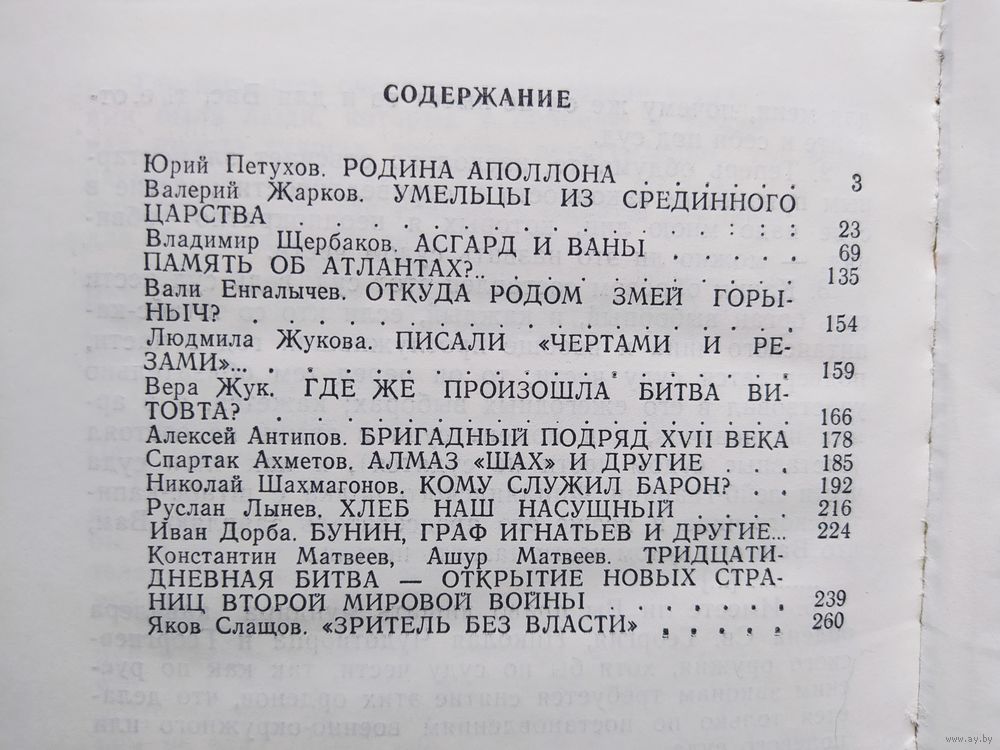 СОДЕРЖАНИЕ
Юрий Петухов. РОДИНА АПОЛЛОНА . . . . . . . 3
Валерий Жарков. УМЕЛЬЦЫ ИЗ СРЕДИННОГО
ЦАРСТВА . . . . . . . . . . . . . 23
Владимир Щербаков. АСГАРД И ВАНЫ . . . . . 69
ПАМЯТЬ ОБ АТЛАНТАХ?.. . . . . . . . . 135
Вали Енгалычев. ОТКУДА РОДОМ ЗМЕЙ ГОРЫ-
НЫЧ? . . . . . . . . . . . . . . 154
Людмила Жукова. ПИСАЛИ «ЧЕРТАМИ И РЕ-
ЗАМИ»... . . . . . . . . . . . . . 159
Вера Жук. ГДЕ ЖЕ ПРОИЗОШЛА БИТВА ВИ-
ТОВТА? . . . . . . . . . . . . . 166
Алексей Антипов. БРИГАДНЫЙ ПОДРЯД XVII ВЕКА 178
Спартак Ахметов. АЛМАЗ «ШАХ» И ДРУГИЕ . . . 185
Николай Шахмагонов. КОМУ СЛУЖИЛ БАРОН? . . 192
Руслан Лынев. ХЛЕБ НАШ НАСУЩНЫЙ . . . . 216
Иван Дорба. БУНИН, ГРАФ ИГНАТЬЕВ И ДРУГИЕ... 224
Константин Матвеев, Ашур Матвеев. ТРИДЦАТИ-
ДНЕВНАЯ БИТВА — ОТКРЫТИЕ НОВЫХ СТРА-
НИЦ ВТОРОЙ МИРОВОЙ ВОЙНЫ . . . . . . . 239
Яков Слащов. «ЗРИТЕЛЬ БЕЗ ВЛАСТИ» . . . . . 260
www.ay.by